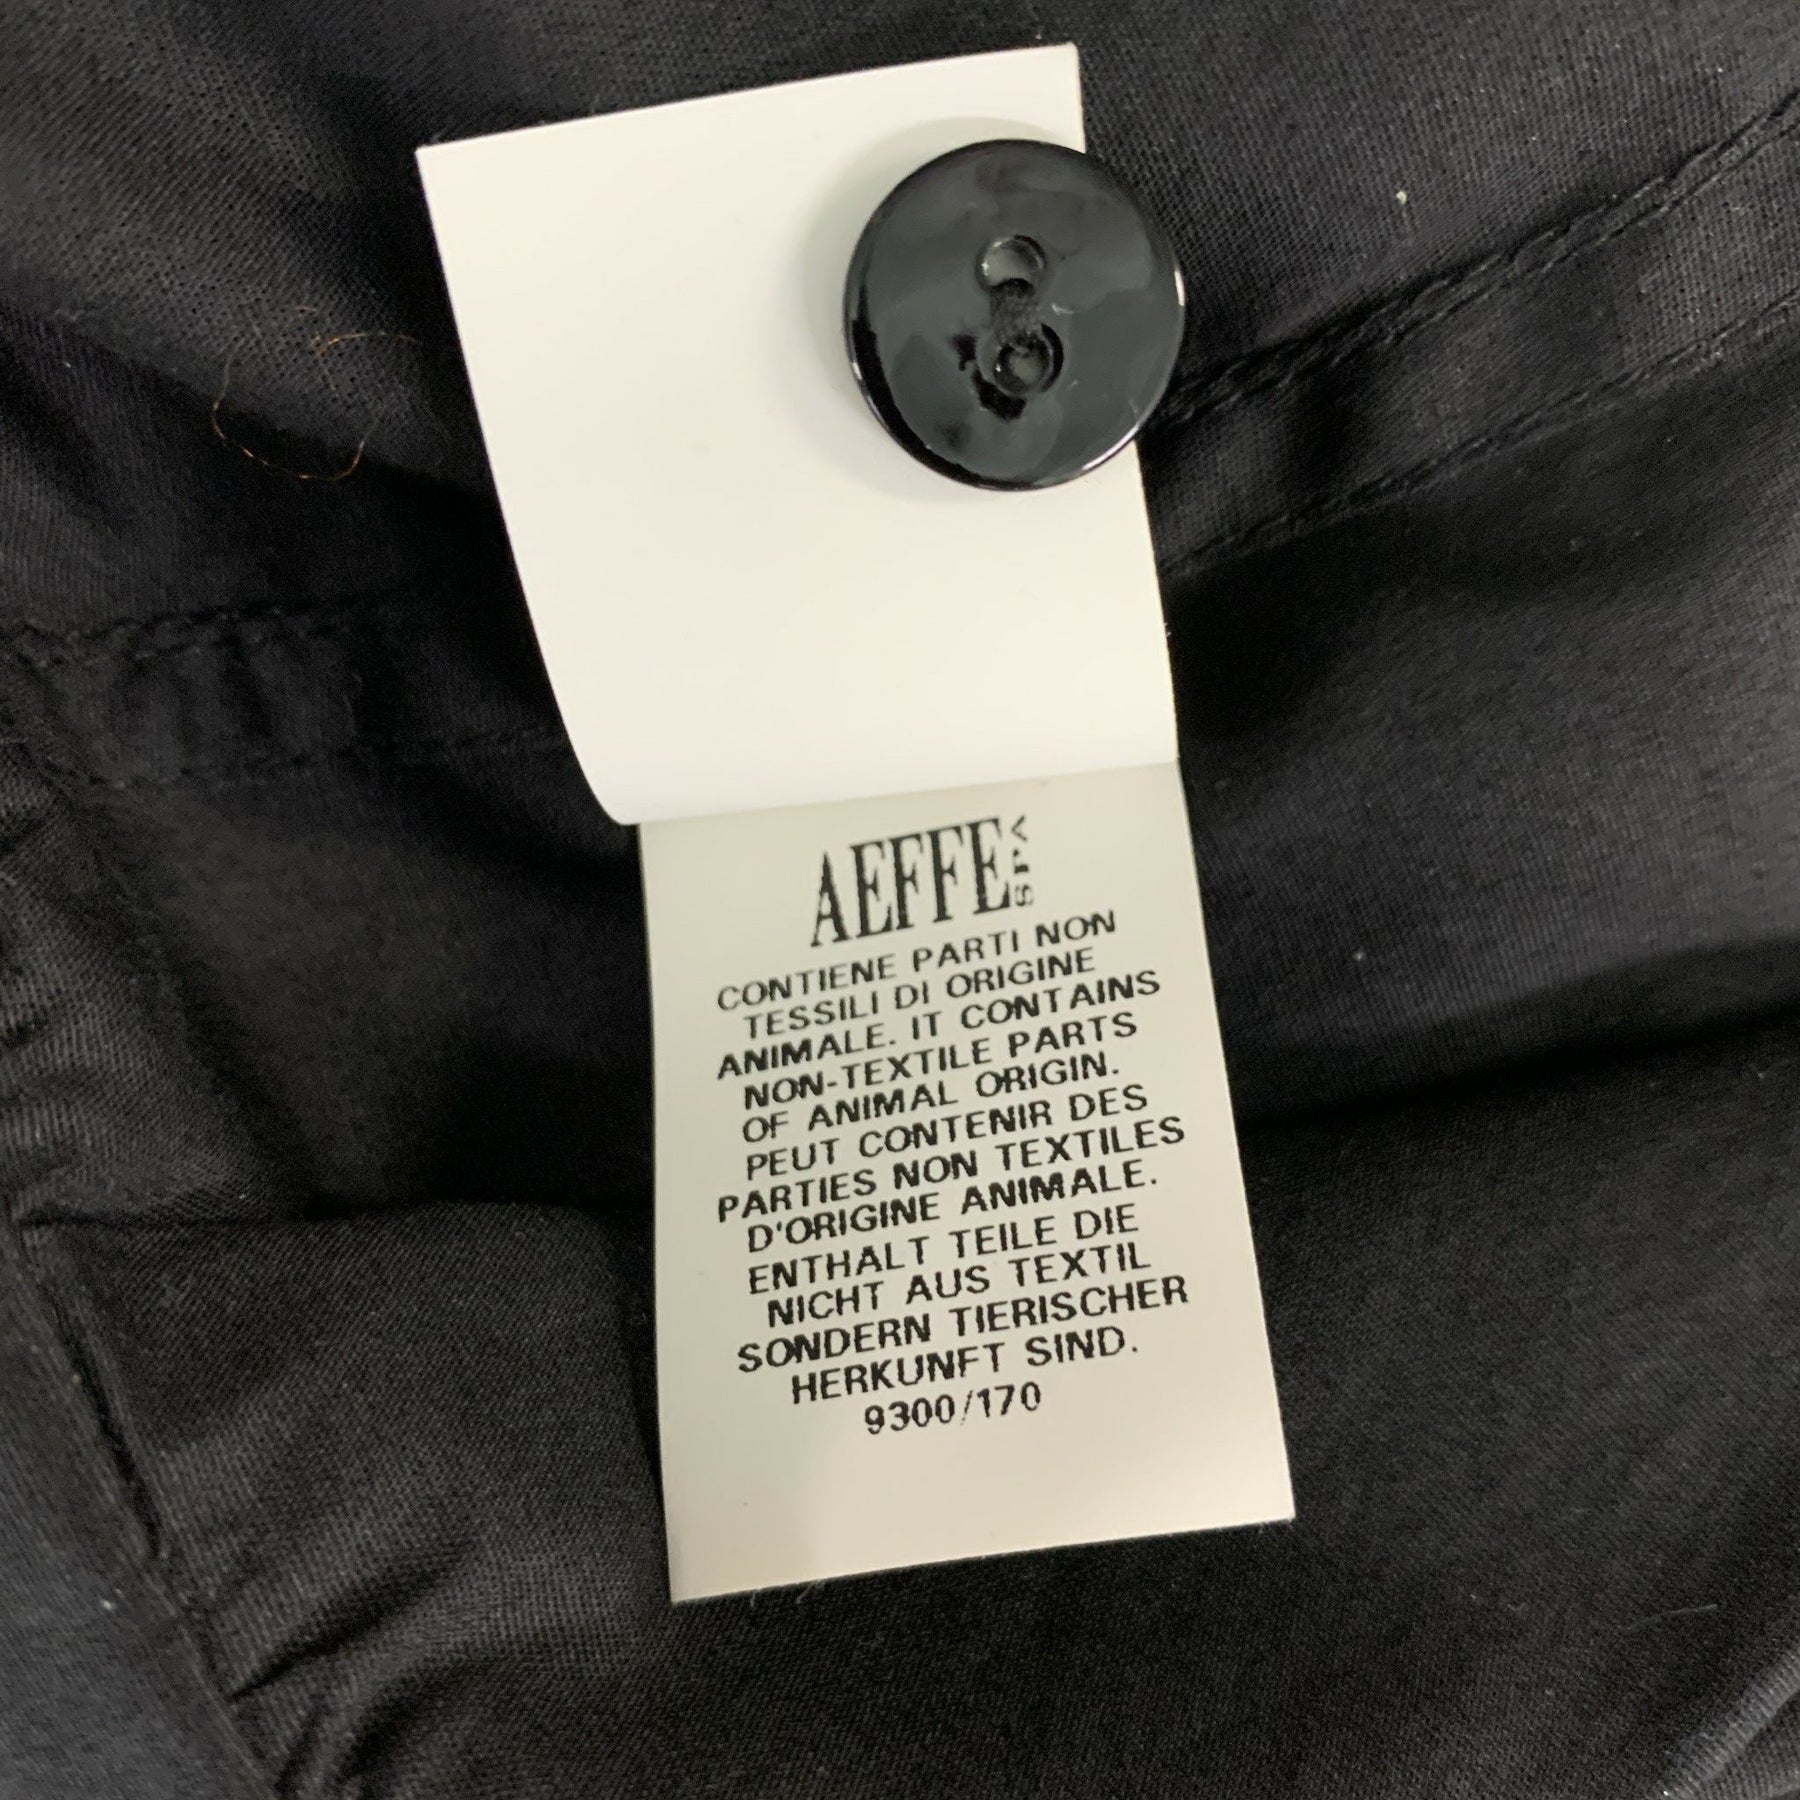 AEFFE SPA
CONTIENE PARTI NON
TESSILI DI ORIGINE
ANIMALE. IT CONTAINS
NON-TEXTILE PARTS
OF ANIMAL ORIGIN.
PEUT CONTENIR DES
PARTIES NON TEXTILES
D'ORIGINE ANIMALE.
ENTHALT TEILE DIE
NICHT AUS TEXTIL
SONDERN TIERISCHER
HERKUNFT SIND.
9300/170